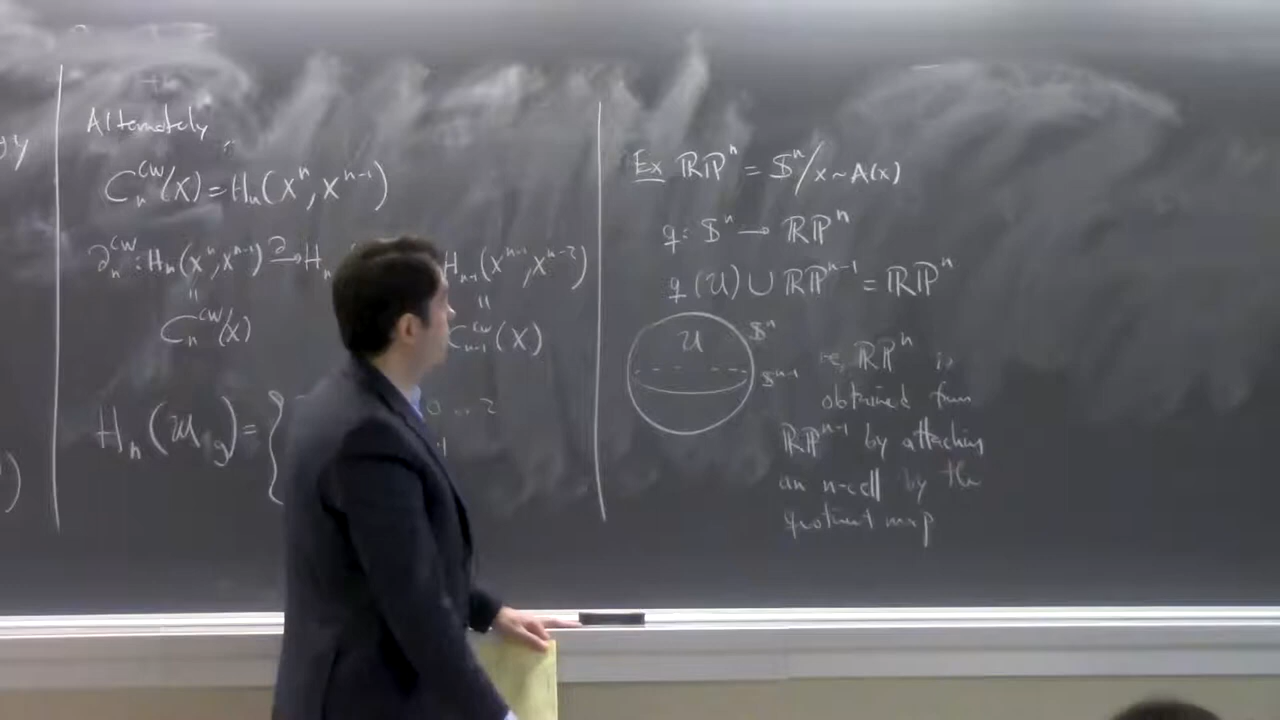 Alternately,
C_n^{CW}(X) = H_n(X^n, X^{n-1})
∂_n^{CW}: H_n(X^n, X^{n-1}) →^∂ H_n H_{n-1}(X^{n-1}, X^{n-2})
= =
C_n^{CW}(X) C_{n-1}^{CW}(X)
H_n(M_g) = {
Ex RP^n = S^n/x~A(x)
q: S^n → RP^n
q(U) ∪ RP^{n-1} = RP^n
U S^n
S^{n-1}
ie, RP^n is
obtained from
RP^{n-1} by attaching
an n-cell by the
quotient map